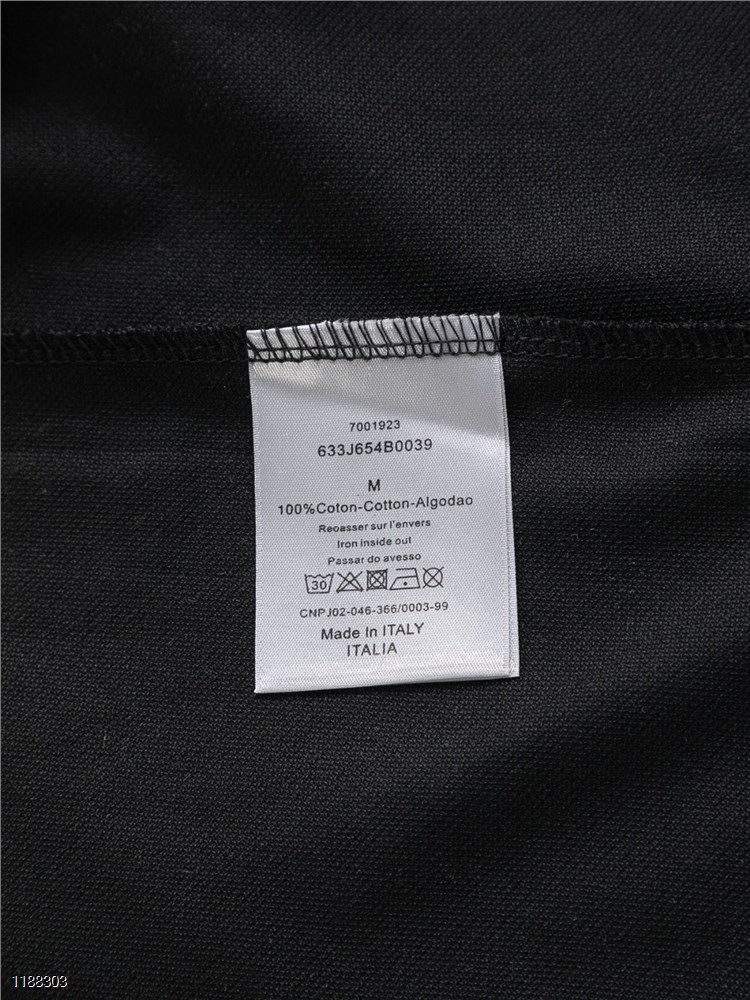 7001923
633J654B0039
M
100%Coton-Cotton-Algodao
Reoasser sur l'envers
Iron inside out
Passar do avesso
30
CNPJ02-046-366/0003-99
Made In ITALY
ITALIA
1188303